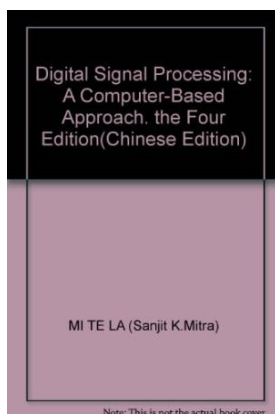 Digital Signal Processing:
A Computer-Based
Approach. the Four
Edition(Chinese Edition)
MI TE LA (Sanjit K.Mitra)
Note: This is not the actual book cover